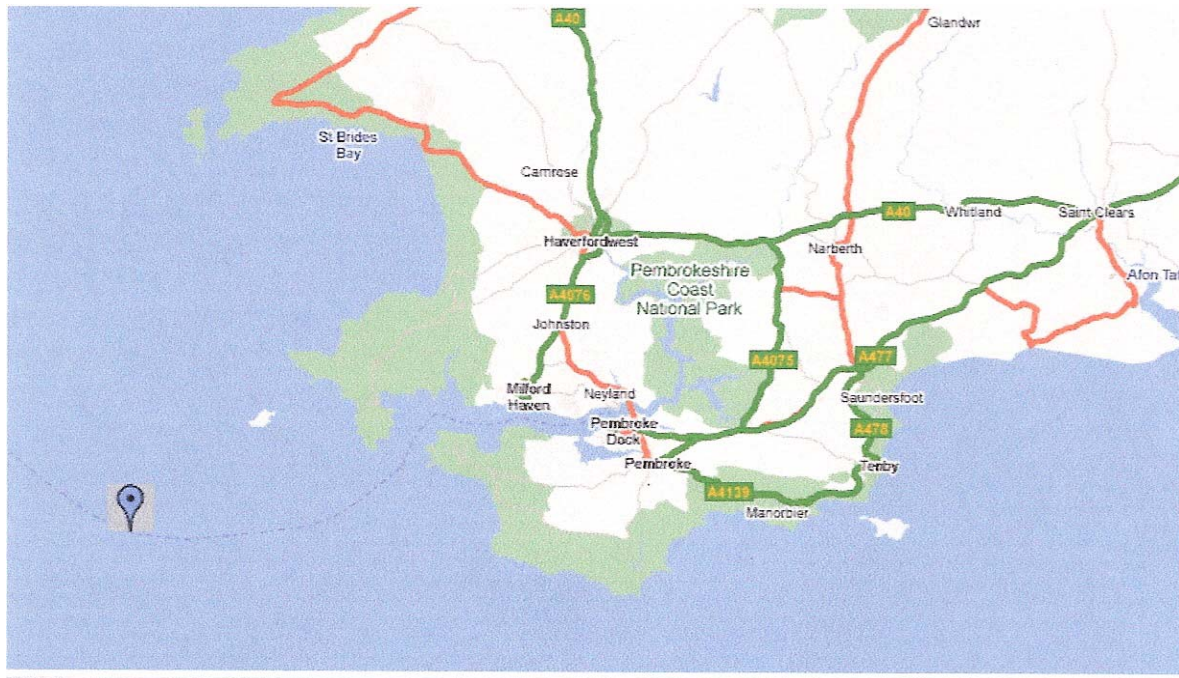 A40
Glandwr
St Brides
Bay
Camrose
A40
Whitland
Saint Clears
Haverfordwest
Narberth
Pembrokeshire
Coast
National Park
Afon Taf
A4076
Johnston
A4075
A477
Milford
Haven
Neyland
Saundersfoot
Pembroke
Dock
A478
Pembroke
Tenby
A4139
Manorbier